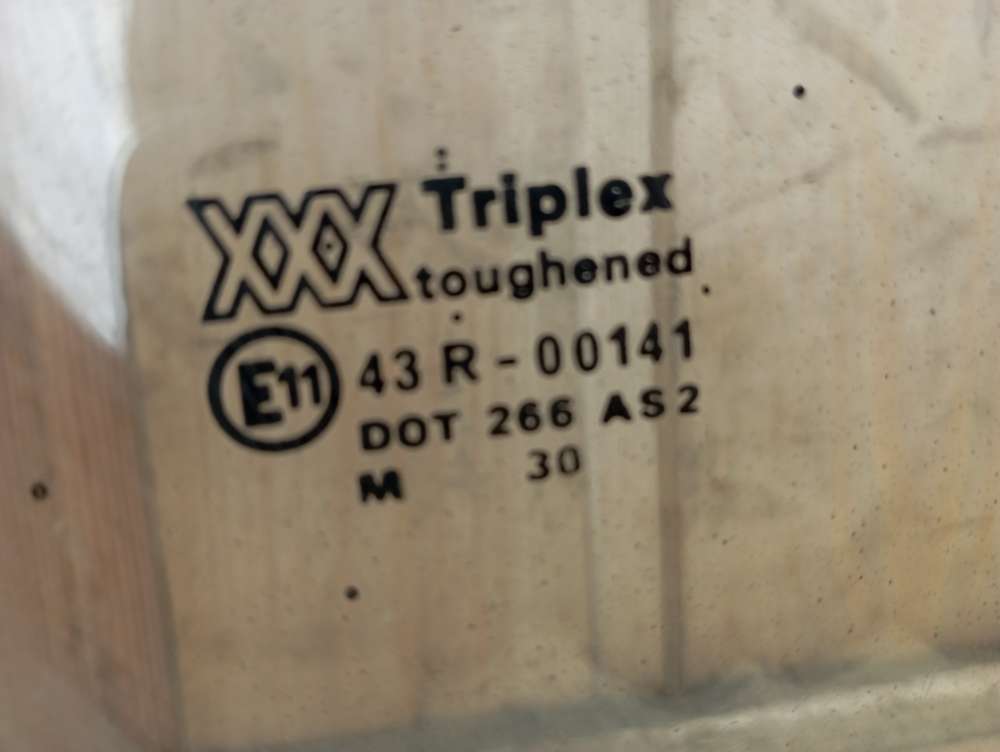 XXX Triplex
toughened
E11 43 R - 00141
DOT 266 AS2
M 30